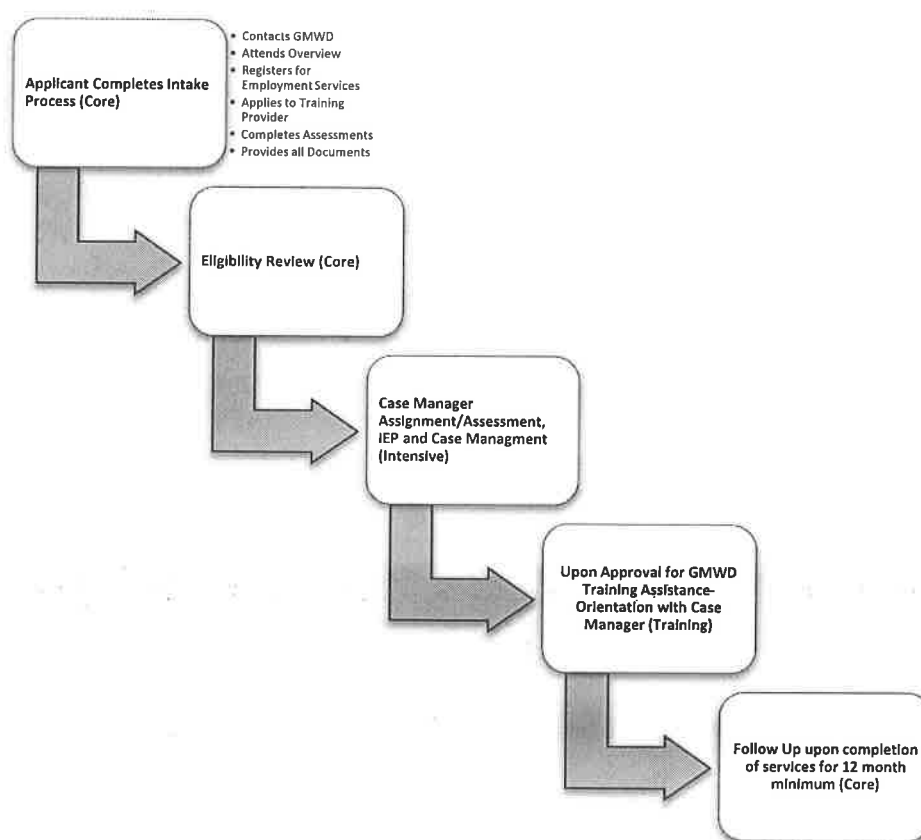 • Contacts GMWD
• Attends Overview
• Registers for
Employment Services
• Applies to Training
Provider
• Completes Assessments
• Provides all Documents
Applicant Completes Intake
Process (Core)
Eligibility Review (Core)
Case Manager
Assignment/Assessment,
IEP and Case Managment
(Intensive)
Upon Approval for GMWD
Training Assistance-
Orientation with Case
Manager (Training)
Follow Up upon completion
of services for 12 month
minimum (Core)